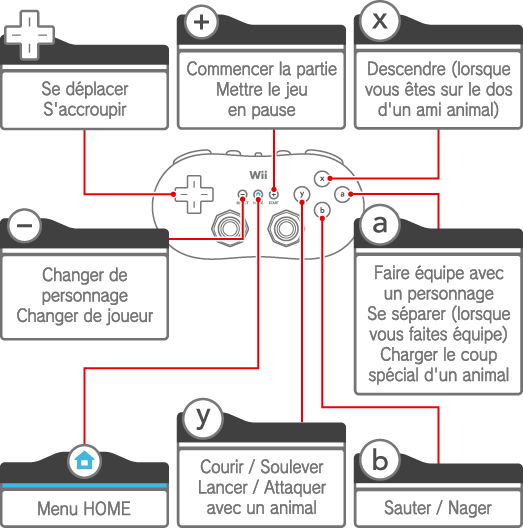 +
x
Se déplacer
S'accroupir
Commencer la partie
Mettre le jeu
en pause
Descendre (lorsque
vous êtes sur le dos
d'un ami animal)
Wii
x
y
a
b
START
−
Changer de
personnage
Changer de joueur
a
Faire équipe avec
un personnage
Se séparer (lorsque
vous faites équipe)
Charger le coup
spécial d'un animal
Menu HOME
y
Courir / Soulever
Lancer / Attaquer
avec un animal
b
Sauter / Nager